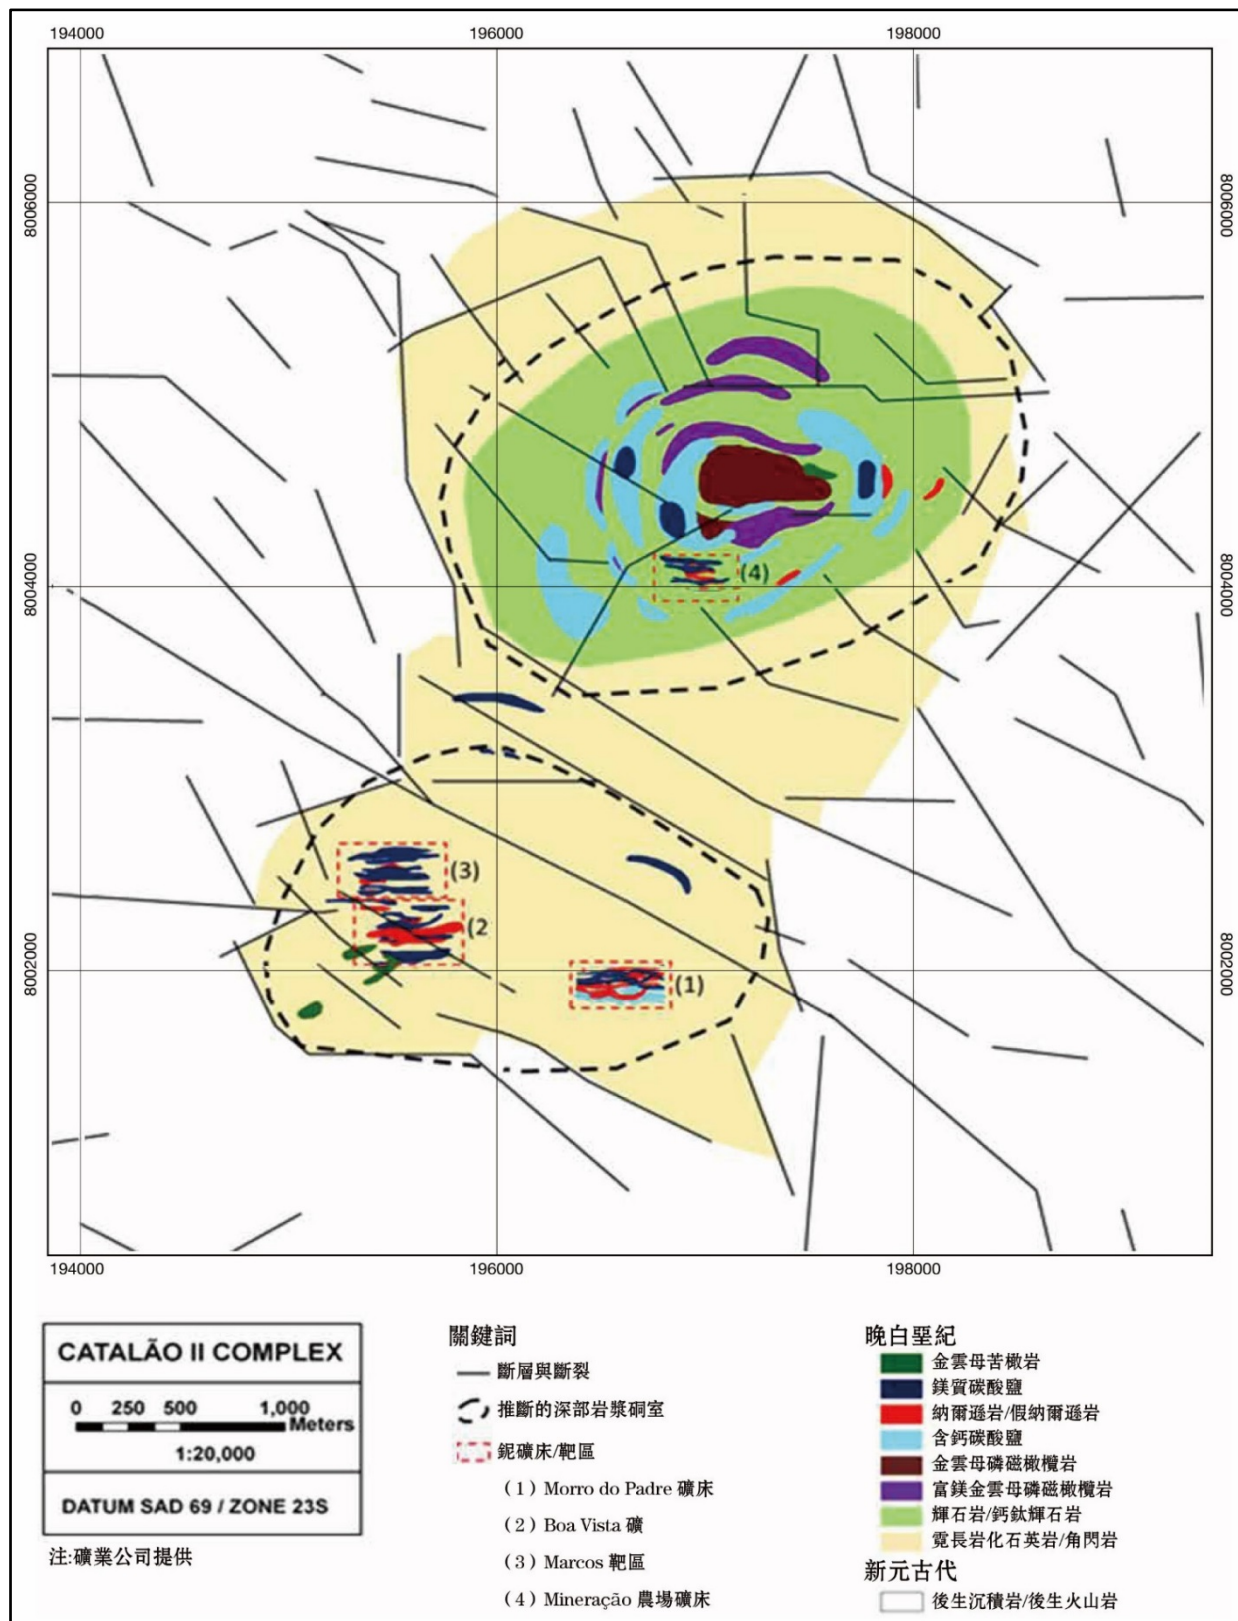 194000 196000 198000
8006000 8006000
8004000 8004000
(4)
(3)
(2
(1)
8002000 8002000
194000 196000 198000
CATALÃO II COMPLEX
0 250 500 1,000
Meters
1:20,000
DATUM SAD 69 / ZONE 23S
注:礦業公司提供
關鍵詞
斷層與斷裂
推斷的深部岩漿硐室
鈮礦床/靶區
(1) Morro do Padre 礦床
(2) Boa Vista 礦
(3) Marcos 靶區
(4) Mineração 農場礦床
晚白堊紀
金雲母苦橄岩
鎂質碳酸鹽
納爾遜岩/假納爾遜岩
含鈣碳酸鹽
金雲母磷磁橄欖岩
富鎂金雲母磷磁橄欖岩
輝石岩/鈣鈦輝石岩
霓長岩化石英岩/角閃岩
新元古代
後生沉積岩/後生火山岩